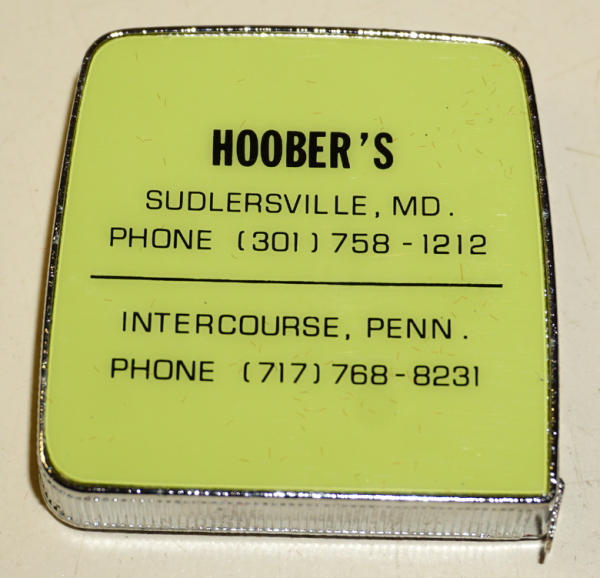 HOOBER'S
SUDLERSVILLE, MD.
PHONE (301) 758-1212
INTERCOURSE, PENN.
PHONE (717) 768-8231